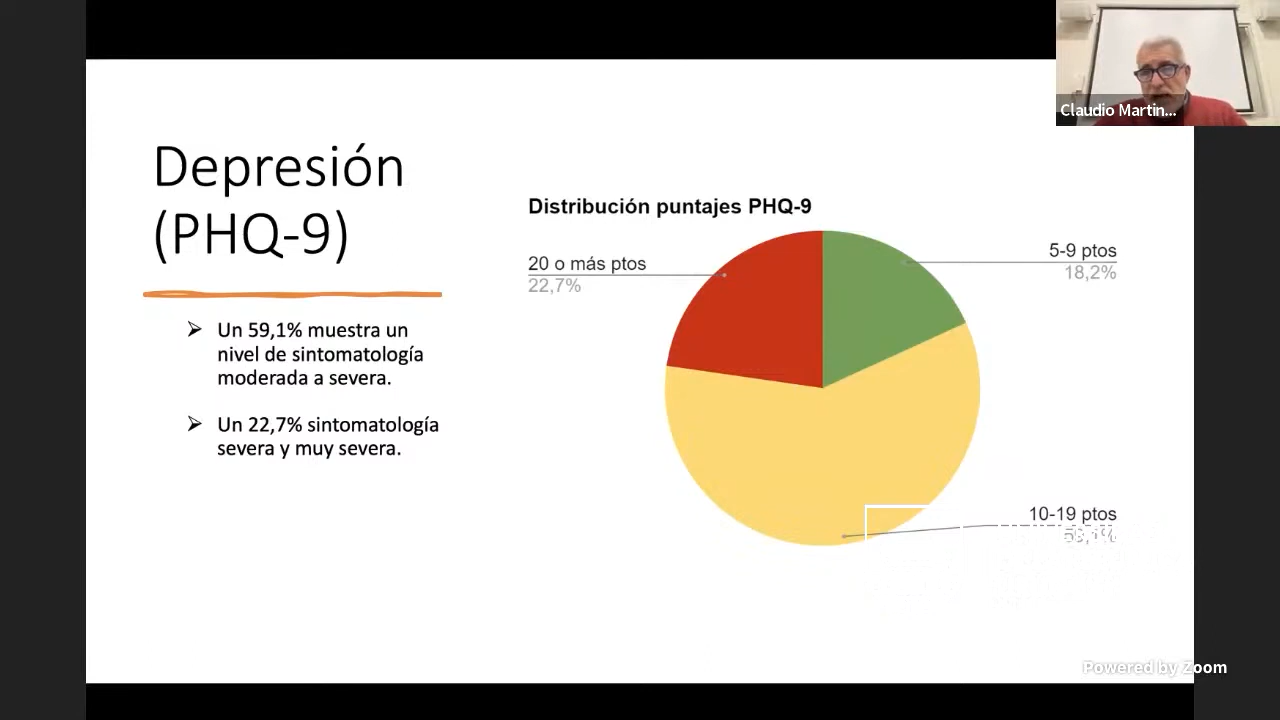 Claudio Martin...
Depresión
(PHQ-9)
➢ Un 59,1% muestra un
nivel de sintomatología
moderada a severa.
➢ Un 22,7% sintomatología
severa y muy severa.
Distribución puntajes PHQ-9
20 o más ptos
22,7%
5-9 ptos
18,2%
10-19 ptos
59,1%
Powered by Zoom